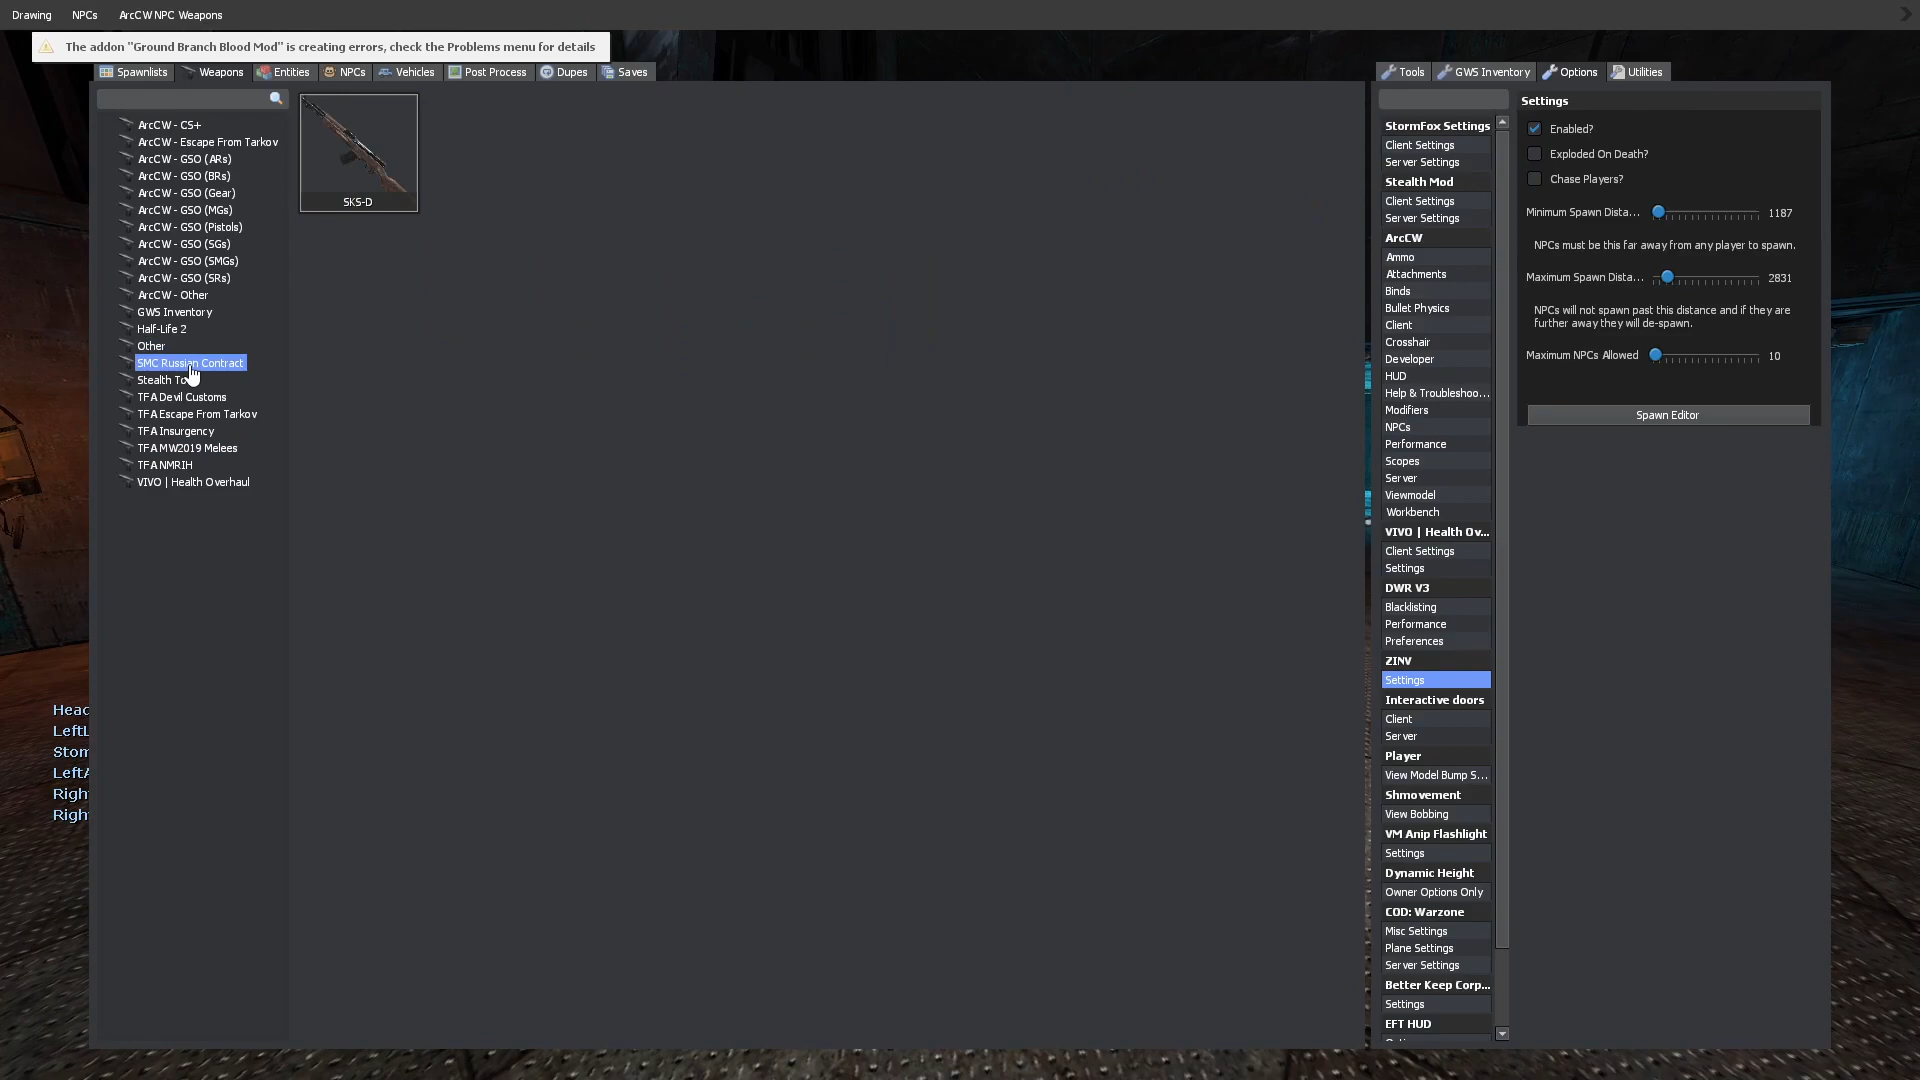 Drawing NPCs ArcCW NPC Weapons
The addon "Ground Branch Blood Mod" is creating errors, check the Problems menu for details
Spawnlists Weapons Entities NPCs Vehicles Post Process Dupes Saves
ArcCW - CS+
ArcCW - Escape From Tarkov
ArcCW - GSO (ARs)
ArcCW - GSO (BRs)
ArcCW - GSO (Gear)
ArcCW - GSO (MGs)
ArcCW - GSO (Pistols)
ArcCW - GSO (SGs)
ArcCW - GSO (SMGs)
ArcCW - GSO (SRs)
ArcCW - Other
GWS Inventory
Half-Life 2
Other
SMC Russian Contract
Stealth
TFA Devil Customs
TFA Escape From Tarkov
TFA Insurgency
TFA MW2019 Melees
TFA NMRIH
VIVO | Health Overhaul
SKS-D
Head
LeftL
Stom
LeftA
Right
Right
Tools GWS Inventory Options Utilities
StormFox Settings
Client Settings
Server Settings
Stealth Mod
Client Settings
Server Settings
ArcCW
Ammo
Attachments
Binds
Bullet Physics
Client
Crosshair
Developer
HUD
Help & Troubleshoo...
Modifiers
NPCs
Performance
Scopes
Server
Viewmodel
Workbench
VIVO | Health Ov...
Client Settings
Settings
DWR V3
Blacklisting
Performance
Preferences
ZINV
Settings
Interactive doors
Client
Server
Player
View Model Bump S...
Shmovement
View Bobbing
VM Anip Flashlight
Settings
Dynamic Height
Owner Options Only
COD: Warzone
Misc Settings
Plane Settings
Server Settings
Better Keep Corp...
Settings
EFT HUD
Settings
Enabled?
Exploded On Death?
Chase Players?
Minimum Spawn Dista... 1187
NPCs must be this far away from any player to spawn.
Maximum Spawn Dista... 2831
NPCs will not spawn past this distance and if they are
further away they will de-spawn.
Maximum NPCs Allowed 10
Spawn Editor